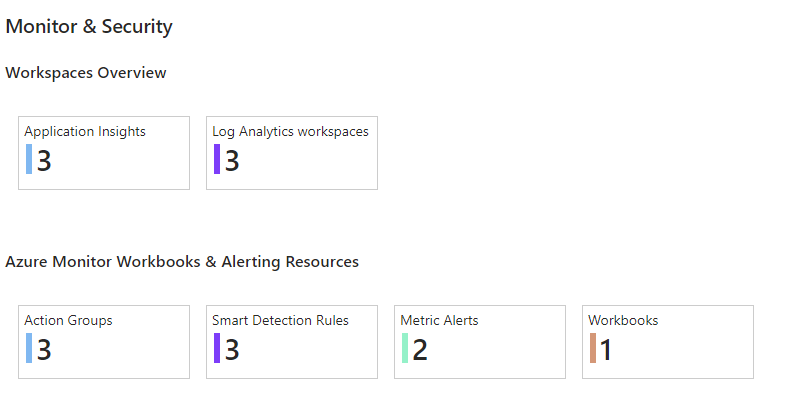 Monitor & Security
Workspaces Overview
Application Insights
3
Log Analytics workspaces
3
Azure Monitor Workbooks & Alerting Resources
Action Groups
3
Smart Detection Rules
3
Metric Alerts
2
Workbooks
1